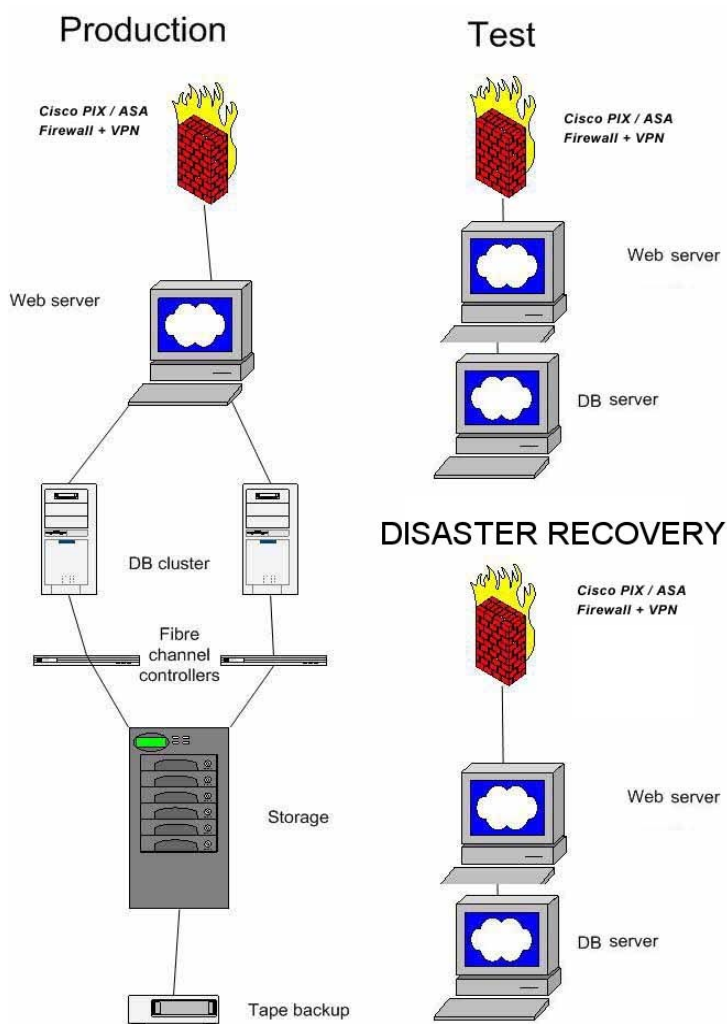 Production
Cisco PIX / ASA
Firewall + VPN
Web server
DB cluster
Fibre
channel
controllers
Storage
Tape backup
Test
Cisco PIX / ASA
Firewall + VPN
Web server
DB server
DISASTER RECOVERY
Cisco PIX / ASA
Firewall + VPN
Web server
DB server